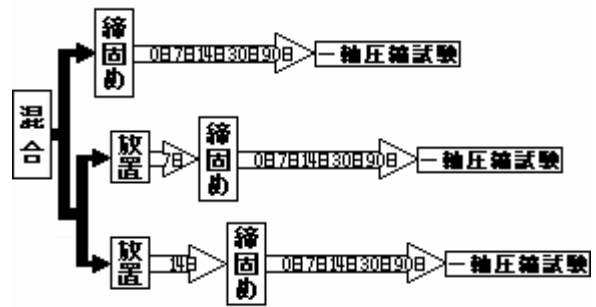 混合
締固め
0日7日14日30日90日
一軸圧縮試験
放置
7日
締固め
0日7日14日30日90日
一軸圧縮試験
放置
14日
締固め
0日7日14日30日90日
一軸圧縮試験